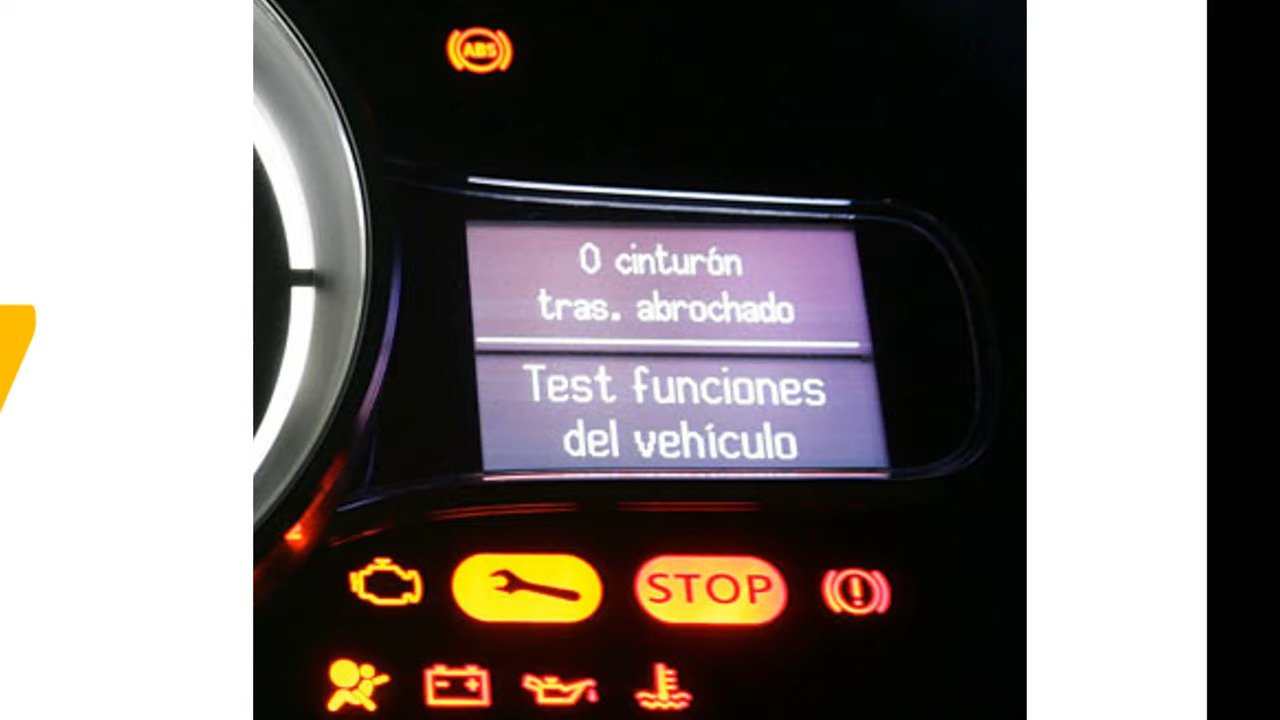 ABS
0 cinturón
tras. abrochado
Test funciones
del vehículo
STOP